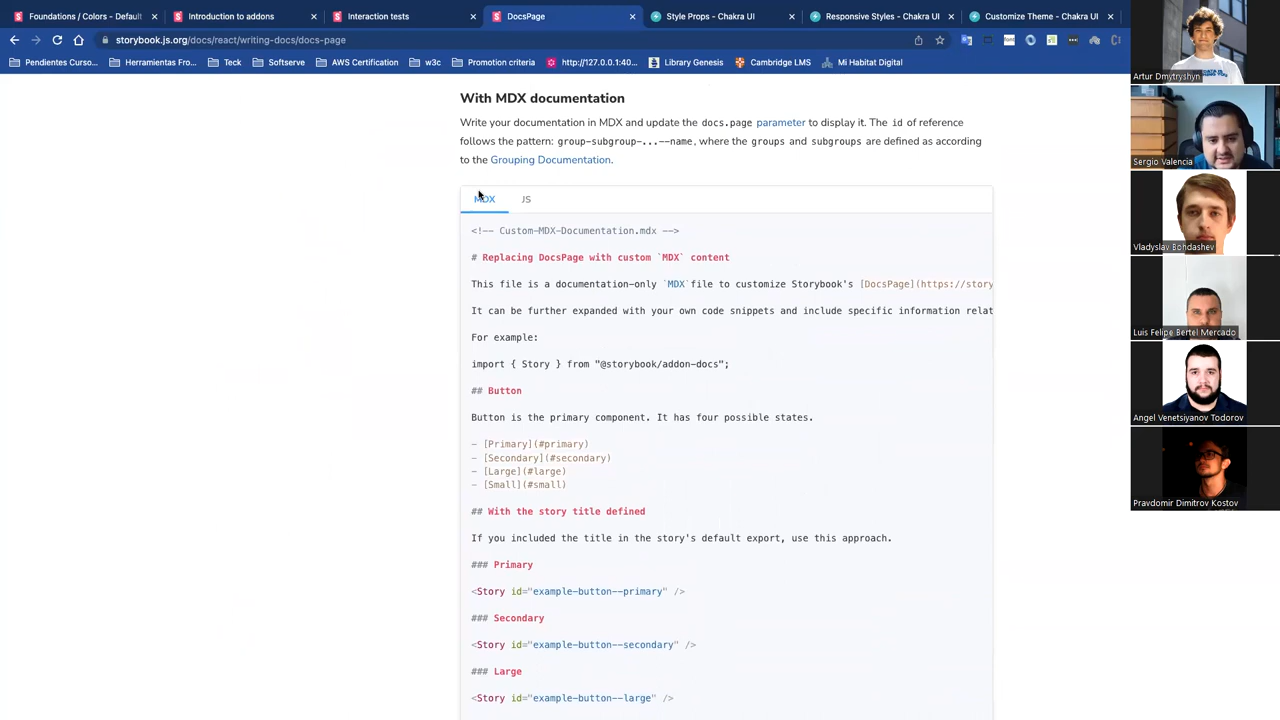 Foundations / Colors - Default
Introduction to addons
Interaction tests
DocsPage
Style Props - Chakra UI
Responsive Styles - Chakra UI
Customize Theme - Chakra UI
storybook.js.org/docs/react/writing-docs/docs-page
Pendientes Curso...
Herramientas Fro...
Teck
Softserve
AWS Certification
w3c
Promotion criteria
http://127.0.0.1:40...
Library Genesis
Cambridge LMS
Mi Habitat Digital
With MDX documentation
Write your documentation in MDX and update the docs.page parameter to display it. The id of reference
follows the pattern: group-subgroup-...--name, where the groups and subgroups are defined as according
to the Grouping Documentation.
MDX JS
<!-- Custom-MDX-Documentation.mdx -->
# Replacing DocsPage with custom `MDX` content
This file is a documentation-only `MDX`file to customize Storybook's [DocsPage](https://story
It can be further expanded with your own code snippets and include specific information relat
For example:
import { Story } from "@storybook/addon-docs";
## Button
Button is the primary component. It has four possible states.
- [Primary](#primary)
- [Secondary](#secondary)
- [Large](#large)
- [Small](#small)
## With the story title defined
If you included the title in the story's default export, use this approach.
### Primary
<Story id="example-button--primary" />
### Secondary
<Story id="example-button--secondary" />
### Large
<Story id="example-button--large" />
Artur Dmytryshyn
Sergio Valencia
Vladyslav Bohdashev
Luis Felipe Bertel Mercado
Angel Venetsiyanov Todorov
Pravdomir Dimitrov Kostov